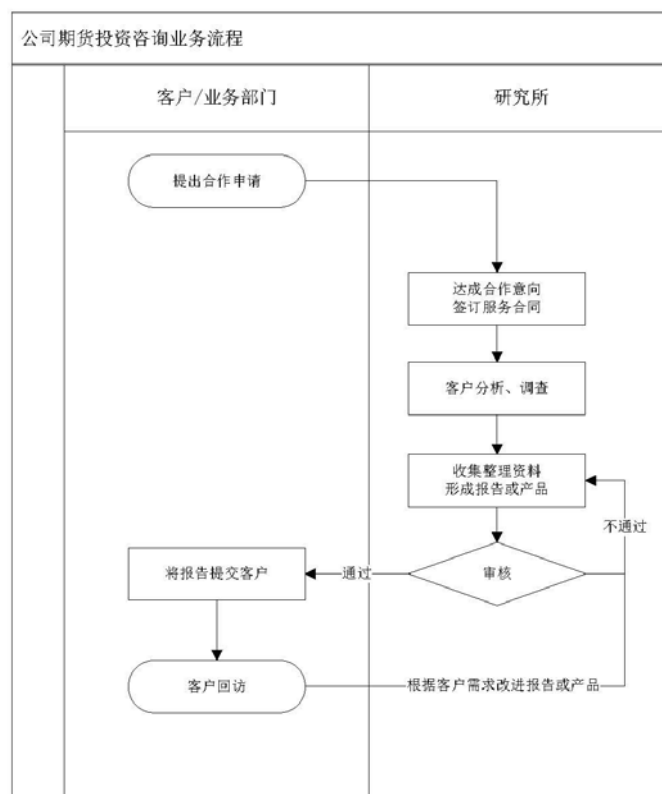 公司期货投资咨询业务流程
客户/业务部门
研究所
提出合作申请
达成合作意向
签订服务合同
客户分析、调查
收集整理资料
形成报告或产品
不通过
将报告提交客户
通过
审核
客户回访
根据客户需求改进报告或产品